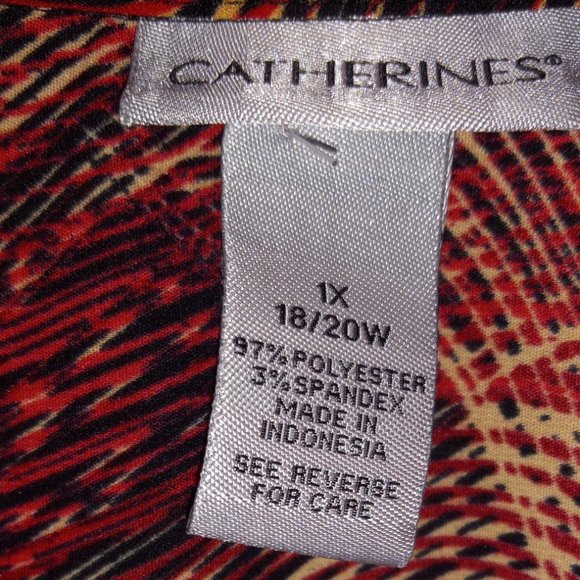 CATHERINES®
1X
18/20W
97% POLYESTER
3% SPANDEX
MADE IN
INDONESIA
SEE REVERSE
FOR CARE